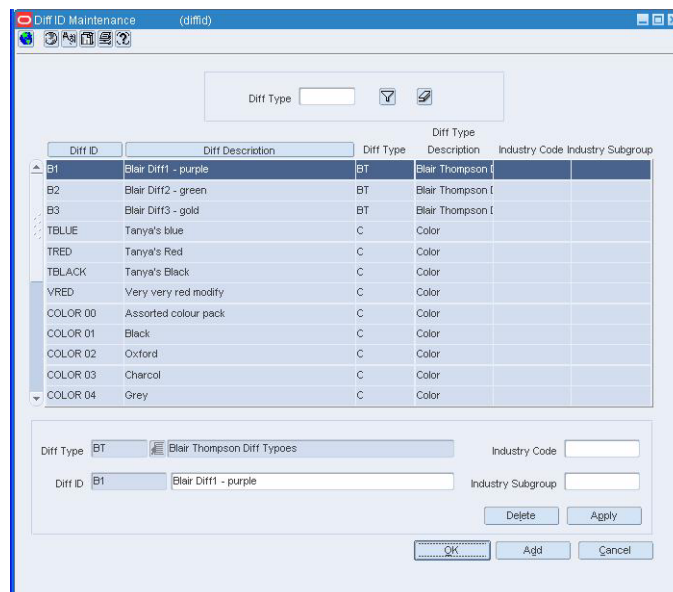 Diff ID Maintenance (diffid)
Diff Type
Diff Type
Diff ID Diff Description Diff Type Description Industry Code Industry Subgroup
B1 Blair Diff1 - purple BT Blair Thompson D
B2 Blair Diff2 - green BT Blair Thompson D
B3 Blair Diff3 - gold BT Blair Thompson D
TBLUE Tanya's blue C Color
TRED Tanya's Red C Color
TBLACK Tanya's Black C Color
VRED Very very red modify C Color
COLOR 00 Assorted colour pack C Color
COLOR 01 Black C Color
COLOR 02 Oxford C Color
COLOR 03 Charcol C Color
COLOR 04 Grey C Color
Diff Type BT Blair Thompson Diff Typoes Industry Code
Diff ID B1 Blair Diff1 - purple Industry Subgroup
Delete Apply
OK Add Cancel